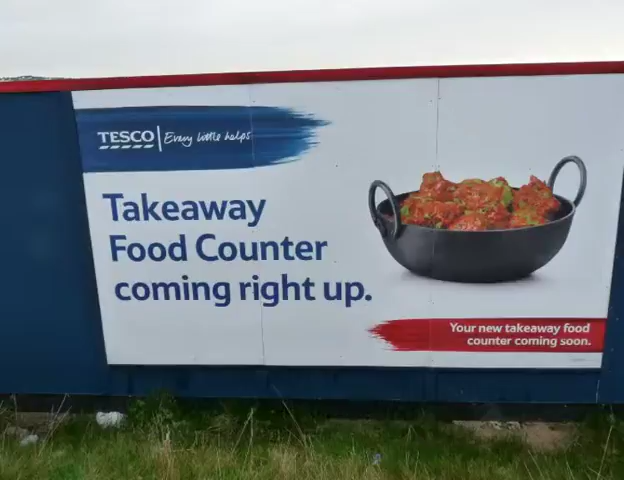 TESCO Every little helps
Takeaway
Food Counter
coming right up.
Your new takeaway food
counter coming soon.